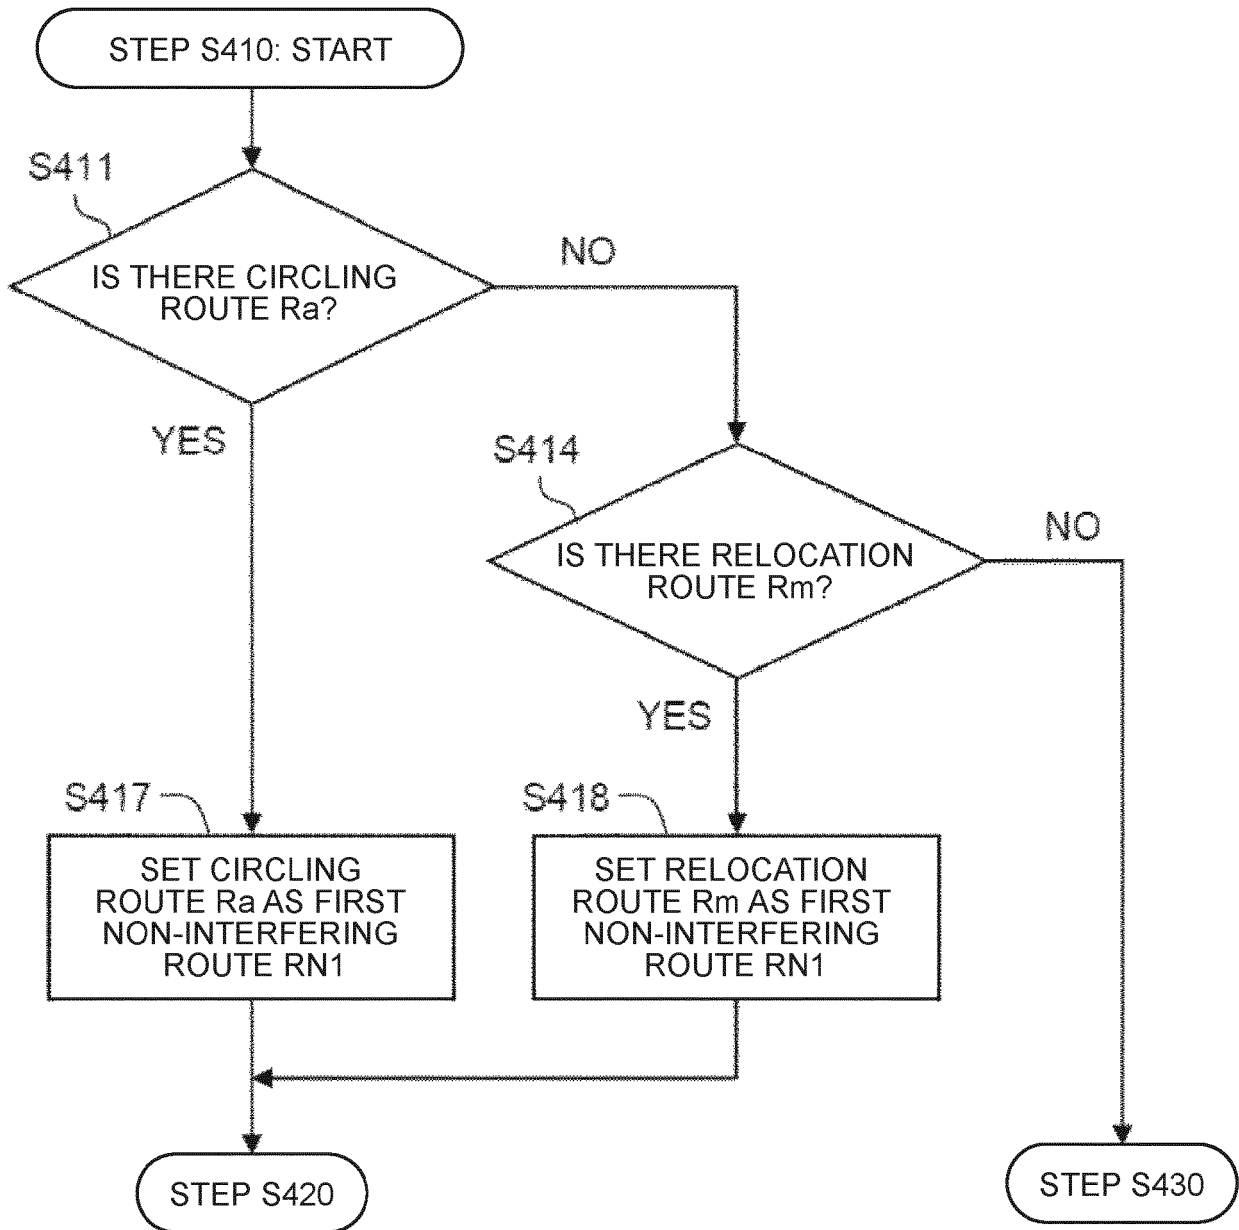 STEP S410: START
S411
IS THERE CIRCLING
ROUTE Ra?
NO
YES
S414
IS THERE RELOCATION
ROUTE Rm?
NO
YES
S417
SET CIRCLING
ROUTE Ra AS FIRST
NON-INTERFERING
ROUTE RN1
S418
SET RELOCATION
ROUTE Rm AS FIRST
NON-INTERFERING
ROUTE RN1
STEP S420
STEP S430